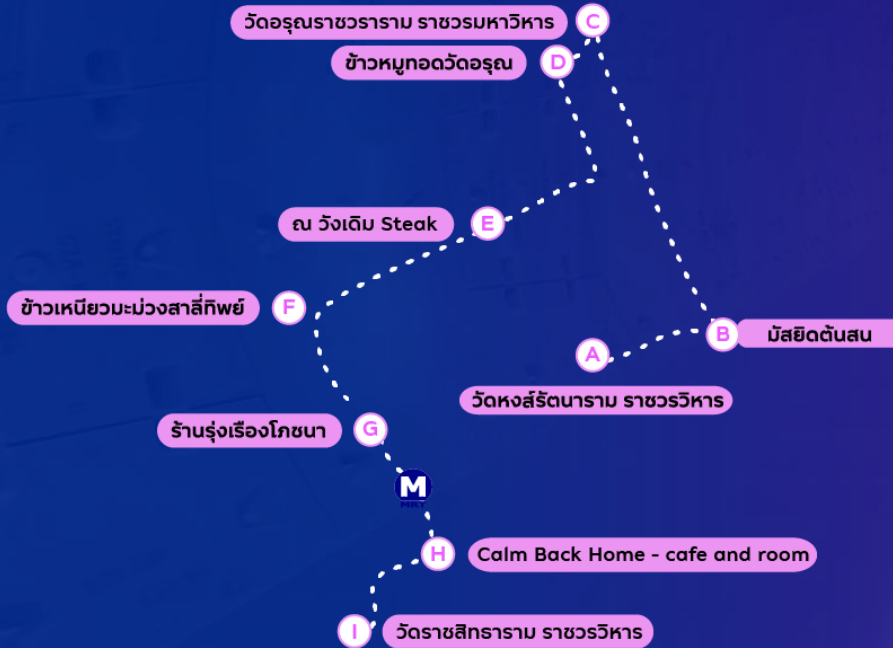 วัดอรุณราชวราราม ราชวรมหาวิหาร C
ข้าวหมูทอดวัดอรุณ D
ณ วังเดิม Steak E
ข้าวเหนียวมะม่วงสาลี่ทิพย์ F
B มัสยิดต้นสน
A
วัดหงส์รัตนาราม ราชวรวิหาร
ร้านรุ่งเรืองโภชนา G
M
MRT
H Calm Back Home - cafe and room
I วัดราชสิทธาราม ราชวรวิหาร